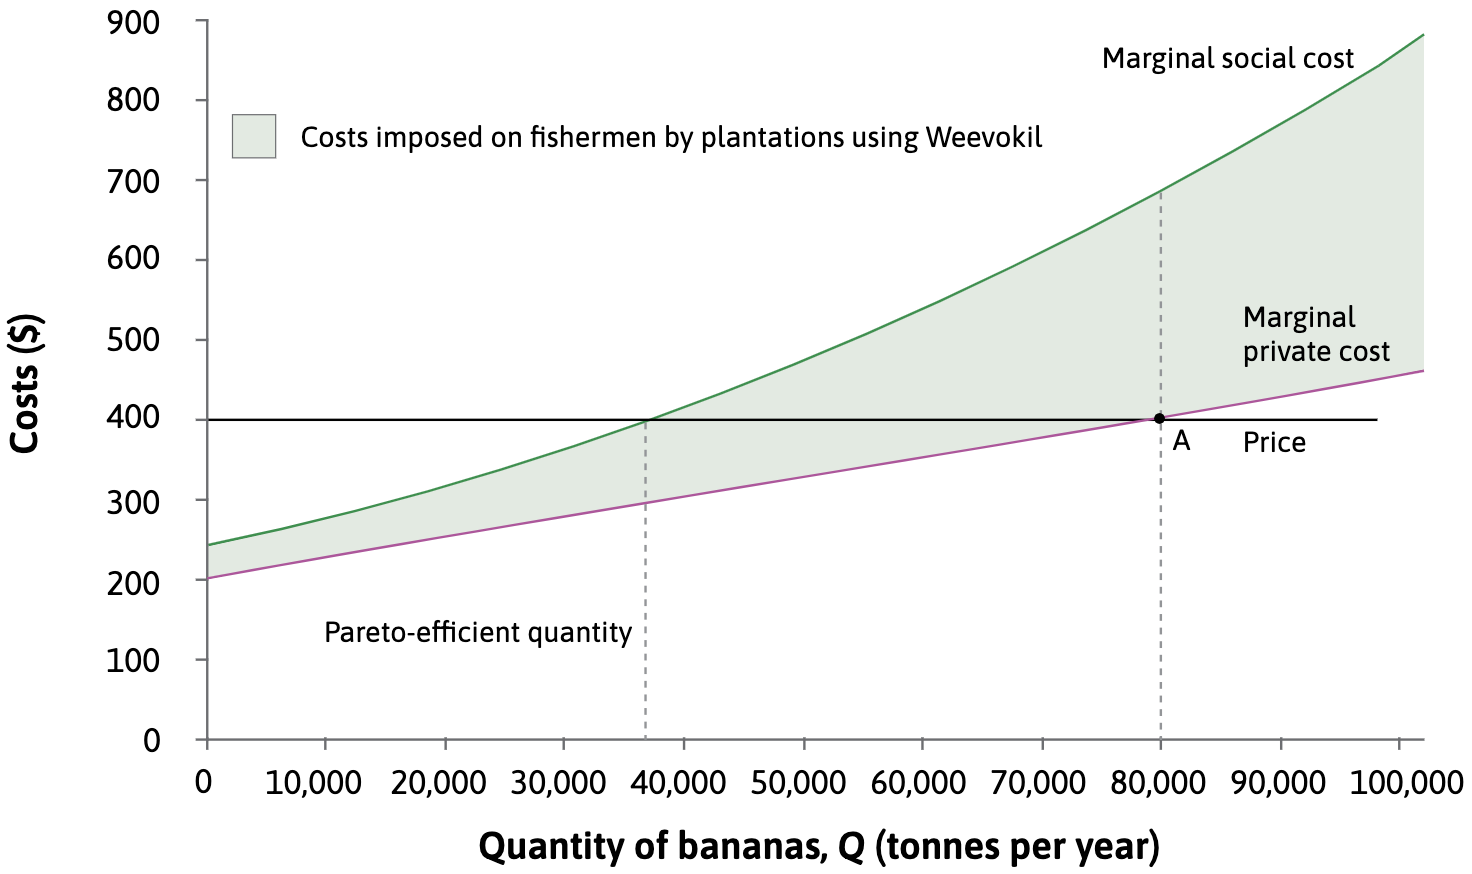 900
Marginal social cost
800
Costs imposed on fishermen by plantations using Weevokil
700
600
500
Marginal
private cost
400
A
Price
300
200
Pareto-efficient quantity
100
0
Costs ($)
0 10,000 20,000 30,000 40,000 50,000 60,000 70,000 80,000 90,000 100,000
Quantity of bananas, Q (tonnes per year)